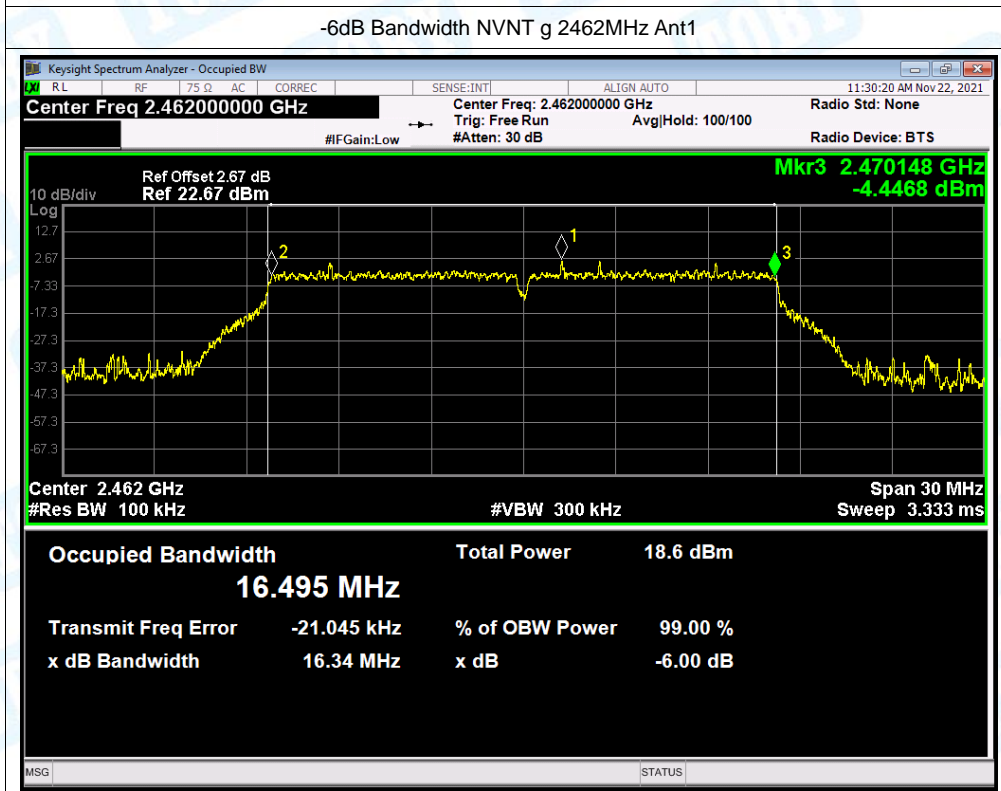 -6dB Bandwidth NVNT g 2462MHz Ant1
Keysight Spectrum Analyzer - Occupied BW
LXI RL RF 75 Ω AC CORREC SENSE:INT ALIGN AUTO 11:30:20 AM Nov 22, 2021
Center Freq 2.462000000 GHz
Center Freq: 2.462000000 GHz Radio Std: None
Trig: Free Run Avg|Hold: 100/100
#IFGain:Low #Atten: 30 dB Radio Device: BTS
Mkr3 2.470148 GHz
-4.4468 dBm
Ref Offset 2.67 dB
10 dB/div Ref 22.67 dBm
Log
12.7
2.67
-7.33
-17.3
-27.3
-37.3
-47.3
-57.3
-67.3
1
2
3
Center 2.462 GHz Span 30 MHz
#Res BW 100 kHz #VBW 300 kHz Sweep 3.333 ms
Occupied Bandwidth Total Power 18.6 dBm
16.495 MHz
Transmit Freq Error -21.045 kHz % of OBW Power 99.00 %
x dB Bandwidth 16.34 MHz x dB -6.00 dB
MSG STATUS